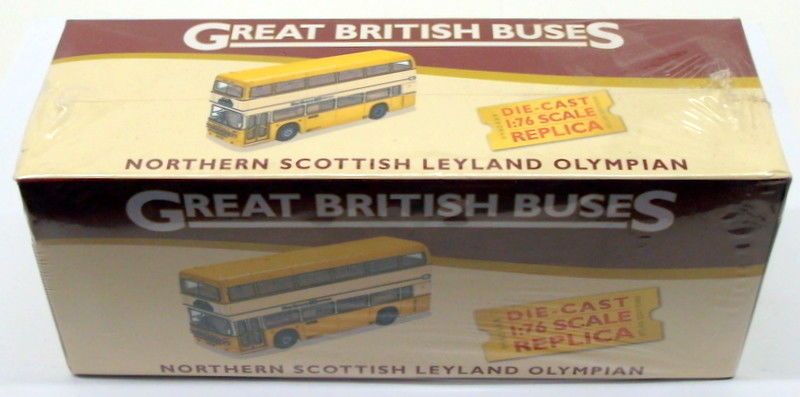 GREAT BRITISH BUSES
DIE-CAST
1:76 SCALE
REPLICA
NORTHERN SCOTTISH LEYLAND OLYMPIAN
GREAT BRITISH BUSES
DIE-CAST
1:76 SCALE
REPLICA
NORTHERN SCOTTISH LEYLAND OLYMPIAN